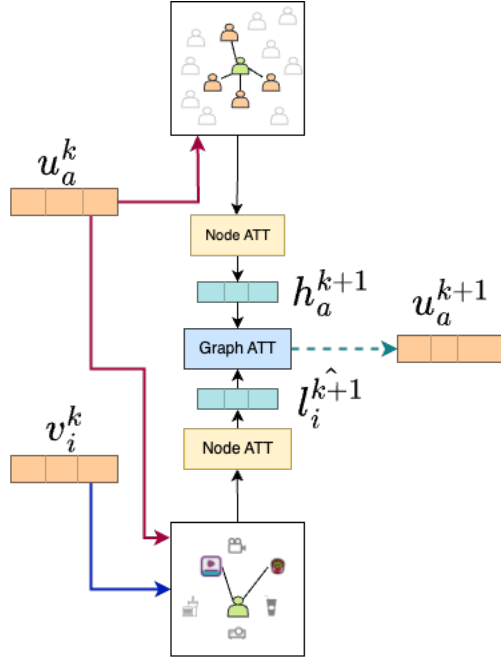 u_a^k
Node ATT
h_a^{k+1}
u_a^{k+1}
Graph ATT
l_i^{\hat{k+1}}
v_i^k
Node ATT